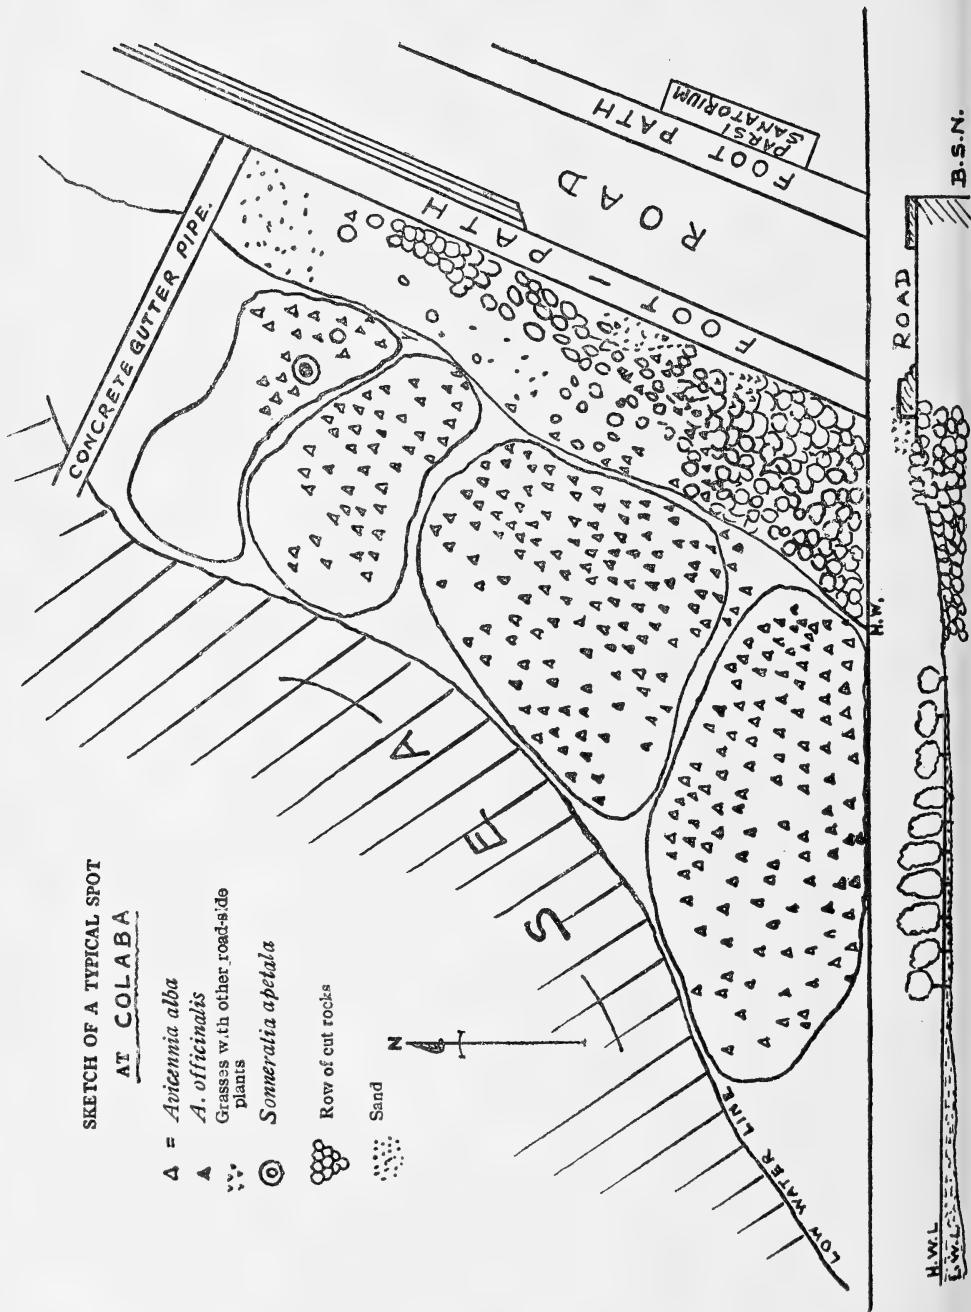 SKETCH OF A TYPICAL SPOT
AT COLABA
= Avicennia alba
A. officinalis
Grasses w.th other road-side
plants
Sonneratia apetala
Row of cut rocks
Sand
N
CONCRETE GUTTER PIPE.
FOOT-PATH
ROAD
FOOT PATH
PARSI
SANATORIUM
SEA
LOW WATER LINE
H.W.
H.W.L
L.W.L
ROAD
B.S.N.